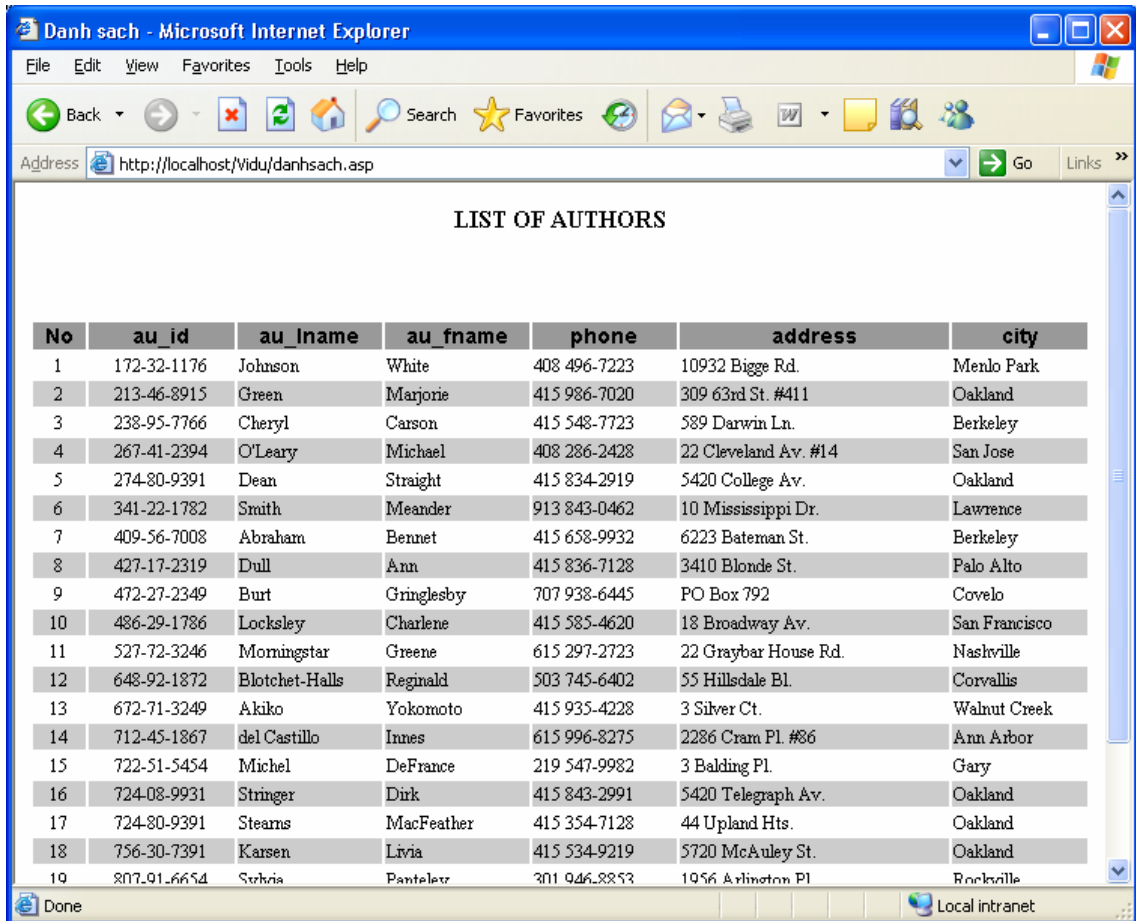 Danh sach - Microsoft Internet Explorer
File Edit View Favorites Tools Help
Back Search Favorites W
Address http://localhost/Vidu/danhsach.asp Go Links »
LIST OF AUTHORS
No au_id au_lname au_fname phone address city
1 172-32-1176 Johnson White 408 496-7223 10932 Bigge Rd. Menlo Park
2 213-46-8915 Green Marjorie 415 986-7020 309 63rd St. #411 Oakland
3 238-95-7766 Cheryl Carson 415 548-7723 589 Darwin Ln. Berkeley
4 267-41-2394 O'Leary Michael 408 286-2428 22 Cleveland Av. #14 San Jose
5 274-80-9391 Dean Straight 415 834-2919 5420 College Av. Oakland
6 341-22-1782 Smith Meander 913 843-0462 10 Mississippi Dr. Lawrence
7 409-56-7008 Abraham Bennet 415 658-9932 6223 Bateman St. Berkeley
8 427-17-2319 Dull Ann 415 836-7128 3410 Blonde St. Palo Alto
9 472-27-2349 Burt Gringlesby 707 938-6445 PO Box 792 Covelo
10 486-29-1786 Locksley Charlene 415 585-4620 18 Broadway Av. San Francisco
11 527-72-3246 Morningstar Greene 615 297-2723 22 Graybar House Rd. Nashville
12 648-92-1872 Blotchet-Halls Reginald 503 745-6402 55 Hillsdale Bl. Corvallis
13 672-71-3249 Akiko Yokomoto 415 935-4228 3 Silver Ct. Walnut Creek
14 712-45-1867 del Castillo Innes 615 996-8275 2286 Cram Pl. #86 Ann Arbor
15 722-51-5454 Michel DeFrance 219 547-9982 3 Balding Pl. Gary
16 724-08-9931 Stringer Dirk 415 843-2991 5420 Telegraph Av. Oakland
17 724-80-9391 Stearns MacFeather 415 354-7128 44 Upland Hts. Oakland
18 756-30-7391 Karsen Livia 415 534-9219 5720 McAuley St. Oakland
19 807-91-6654 Sylvia Panteley 301 946-8853 1956 Arlington Pl. Rockville
Done Local intranet